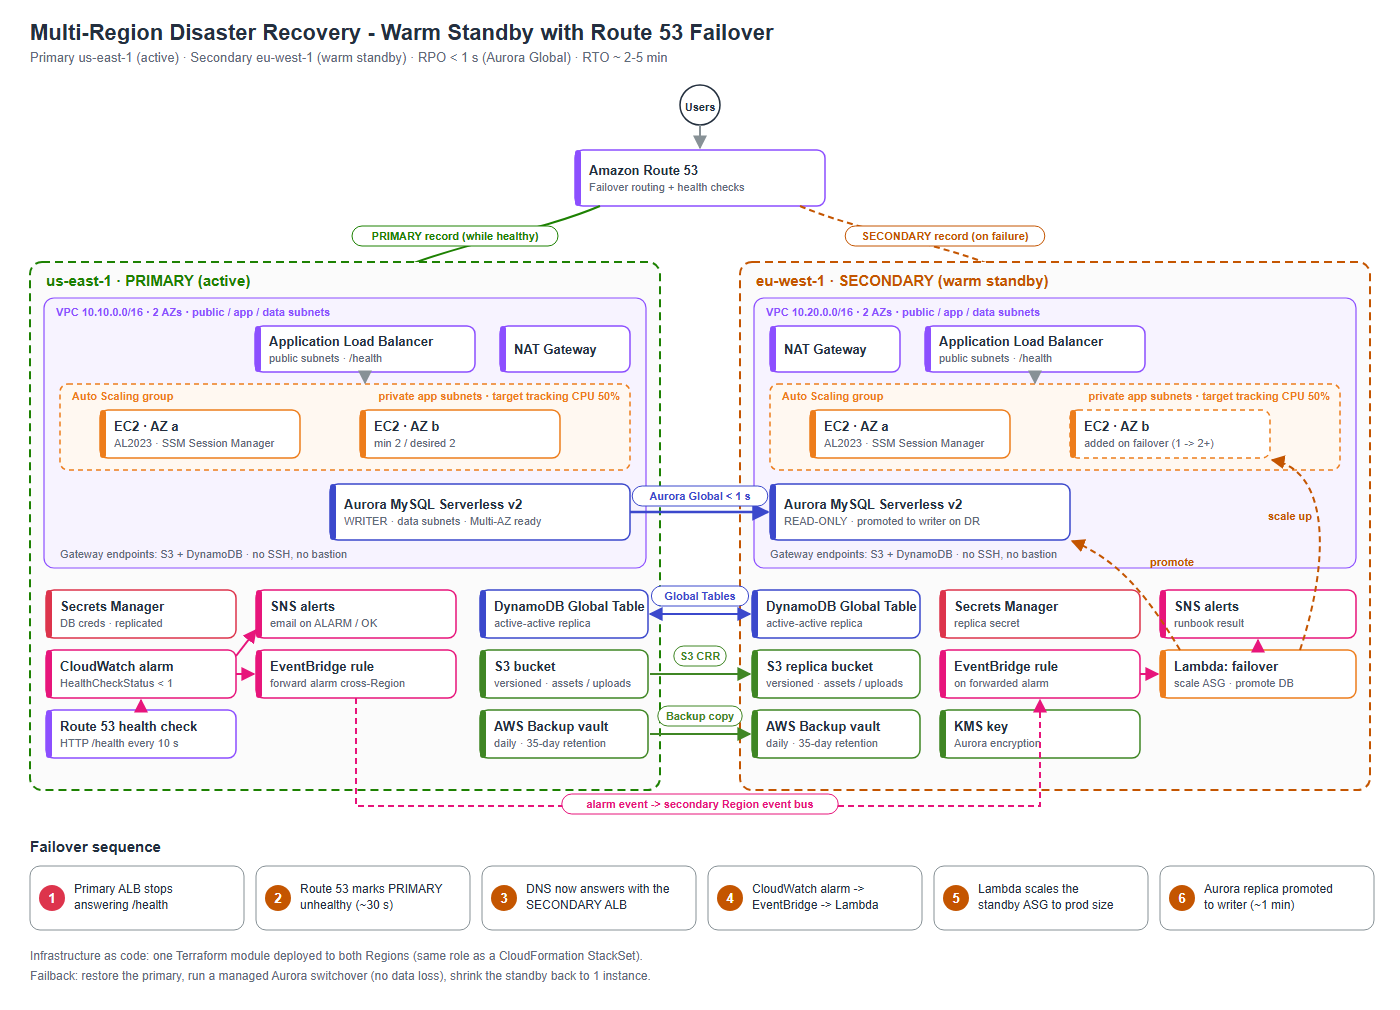 Multi-Region Disaster Recovery - Warm Standby with Route 53 Failover
Primary us-east-1 (active) · Secondary eu-west-1 (warm standby) · RPO < 1 s (Aurora Global) · RTO ~ 2-5 min
Users
Amazon Route 53
Failover routing + health checks
PRIMARY record (while healthy)
SECONDARY record (on failure)
us-east-1 · PRIMARY (active)
VPC 10.10.0.0/16 · 2 AZs · public / app / data subnets
Application Load Balancer
public subnets · /health
NAT Gateway
Auto Scaling group
private app subnets · target tracking CPU 50%
EC2 · AZ a
AL2023 · SSM Session Manager
EC2 · AZ b
min 2 / desired 2
Aurora MySQL Serverless v2
WRITER · data subnets · Multi-AZ ready
Gateway endpoints: S3 + DynamoDB · no SSH, no bastion
Secrets Manager
DB creds · replicated
SNS alerts
email on ALARM / OK
DynamoDB Global Table
active-active replica
CloudWatch alarm
HealthCheckStatus < 1
EventBridge rule
forward alarm cross-Region
S3 bucket
versioned · assets / uploads
Route 53 health check
HTTP /health every 10 s
AWS Backup vault
daily · 35-day retention
Aurora Global < 1 s
Global Tables
S3 CRR
Backup copy
eu-west-1 · SECONDARY (warm standby)
VPC 10.20.0.0/16 · 2 AZs · public / app / data subnets
NAT Gateway
Application Load Balancer
public subnets · /health
Auto Scaling group
private app subnets · target tracking CPU 50%
EC2 · AZ a
AL2023 · SSM Session Manager
EC2 · AZ b
added on failover (1 -> 2+)
Aurora MySQL Serverless v2
READ-ONLY · promoted to writer on DR
scale up
Gateway endpoints: S3 + DynamoDB · no SSH, no bastion
promote
DynamoDB Global Table
active-active replica
Secrets Manager
replica secret
SNS alerts
runbook result
S3 replica bucket
versioned · assets / uploads
EventBridge rule
on forwarded alarm
Lambda: failover
scale ASG · promote DB
AWS Backup vault
daily · 35-day retention
KMS key
Aurora encryption
alarm event -> secondary Region event bus
Failover sequence
1
Primary ALB stops
answering /health
2
Route 53 marks PRIMARY
unhealthy (~30 s)
3
DNS now answers with the
SECONDARY ALB
4
CloudWatch alarm ->
EventBridge -> Lambda
5
Lambda scales the
standby ASG to prod size
6
Aurora replica promoted
to writer (~1 min)
Infrastructure as code: one Terraform module deployed to both Regions (same role as a CloudFormation StackSet).
Failback: restore the primary, run a managed Aurora switchover (no data loss), shrink the standby back to 1 instance.